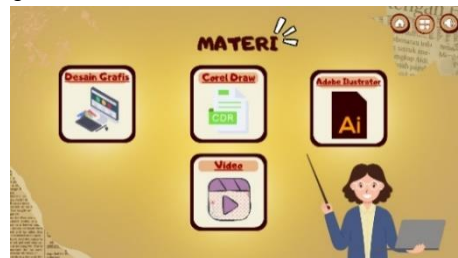 MATERI
Desain Grafis
Corel Draw
Adobe Ilustrator
CDR
Ai
Video